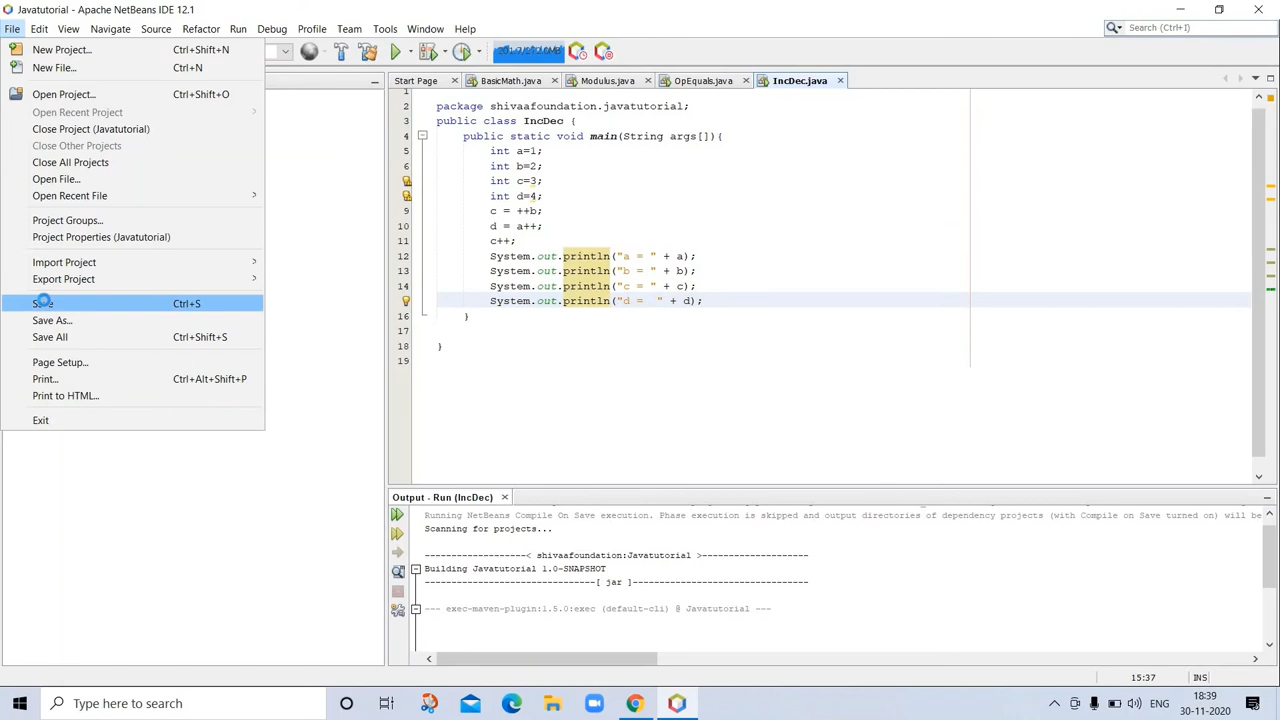 Javatutorial - Apache NetBeans IDE 12.1
File Edit View Navigate Source Refactor Run Debug Profile Team Tools Window Help
Search (Ctrl+I)
New Project... Ctrl+Shift+N
New File... Ctrl+N
Open Project... Ctrl+Shift+O
Open Recent Project
Close Project (Javatutorial)
Close Other Projects
Close All Projects
Open File...
Open Recent File
Project Groups...
Project Properties (Javatutorial)
Import Project
Export Project
Ctrl+S
Save As...
Save All Ctrl+Shift+S
Page Setup...
Print... Ctrl+Alt+Shift+P
Print to HTML...
Exit
Start Page BasicMath.java Modulus.java OpEquals.java IncDec.java
1
2 package shivaafoundation.javatutorial;
3 public class IncDec {
4 public static void main(String args[]){
5 int a=1;
6 int b=2;
int c=3;
int d=4;
9 c = ++b;
10 d = a++;
11 c++;
12 System.out.println("a = " + a);
13 System.out.println("b = " + b);
14 System.out.println("c = " + c);
System.out.println("d =  " + d);
16 }
17
18 }
19
Output - Run (IncDec)
Running NetBeans Compile On Save execution. Phase execution is skipped and output directories of dependency projects (with Compile on Save turned on) will be
Scanning for projects...
------------------< shivaafoundation:Javatutorial >-------------------
Building Javatutorial 1.0-SNAPSHOT
--------------------------------[ jar ]---------------------------------
--- exec-maven-plugin:1.5.0:exec (default-cli) @ Javatutorial ---
15:37 INS
Type here to search
ENG
18:39
30-11-2020